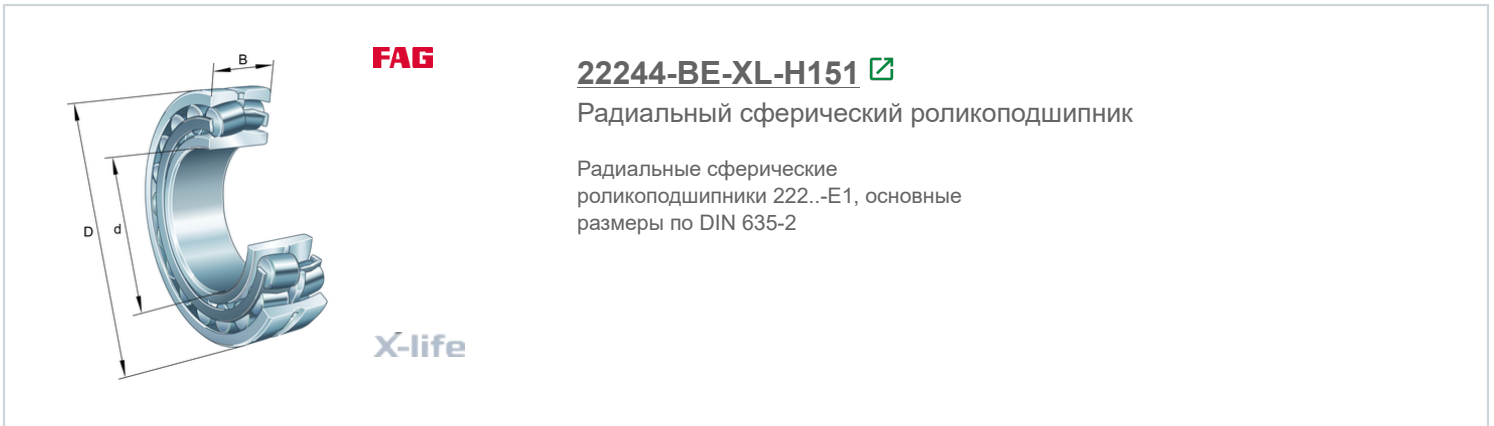 FAG
B
D
d
X-life
22244-BE-XL-H151
Радиальный сферический роликоподшипник
Радиальные сферические
роликоподшипники 222..-E1, основные
размеры по DIN 635-2